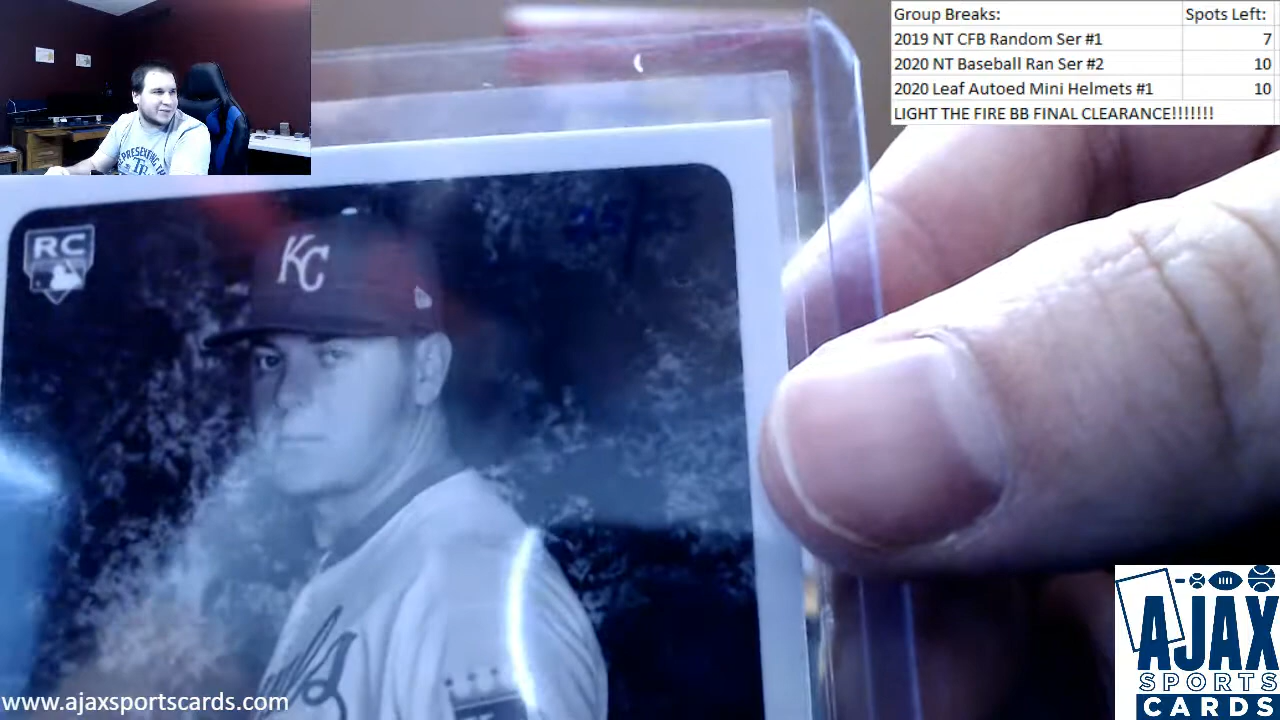 Group Breaks: Spots Left:
2019 NT CFB Random Ser #1 7
2020 NT Baseball Ran Ser #2 10
2020 Leaf Autoed Mini Helmets #1 10
LIGHT THE FIRE BB FINAL CLEARANCE!!!!!!!
RC
KC
AJAX
SPORTS
CARDS
www.ajaxsportscards.com